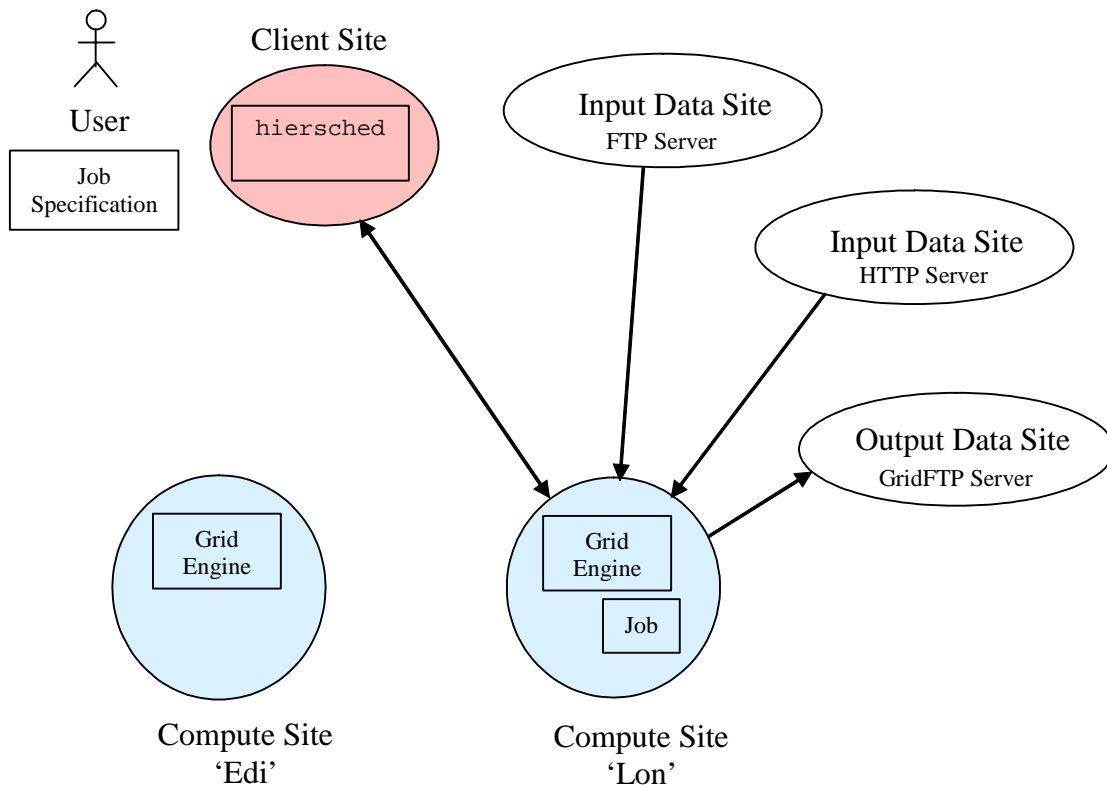 Client Site
hiersched
User
Job
Specification
Input Data Site
FTP Server
Input Data Site
HTTP Server
Output Data Site
GridFTP Server
Grid
Engine
Compute Site
‘Edi’
Grid
Engine
Job
Compute Site
‘Lon’